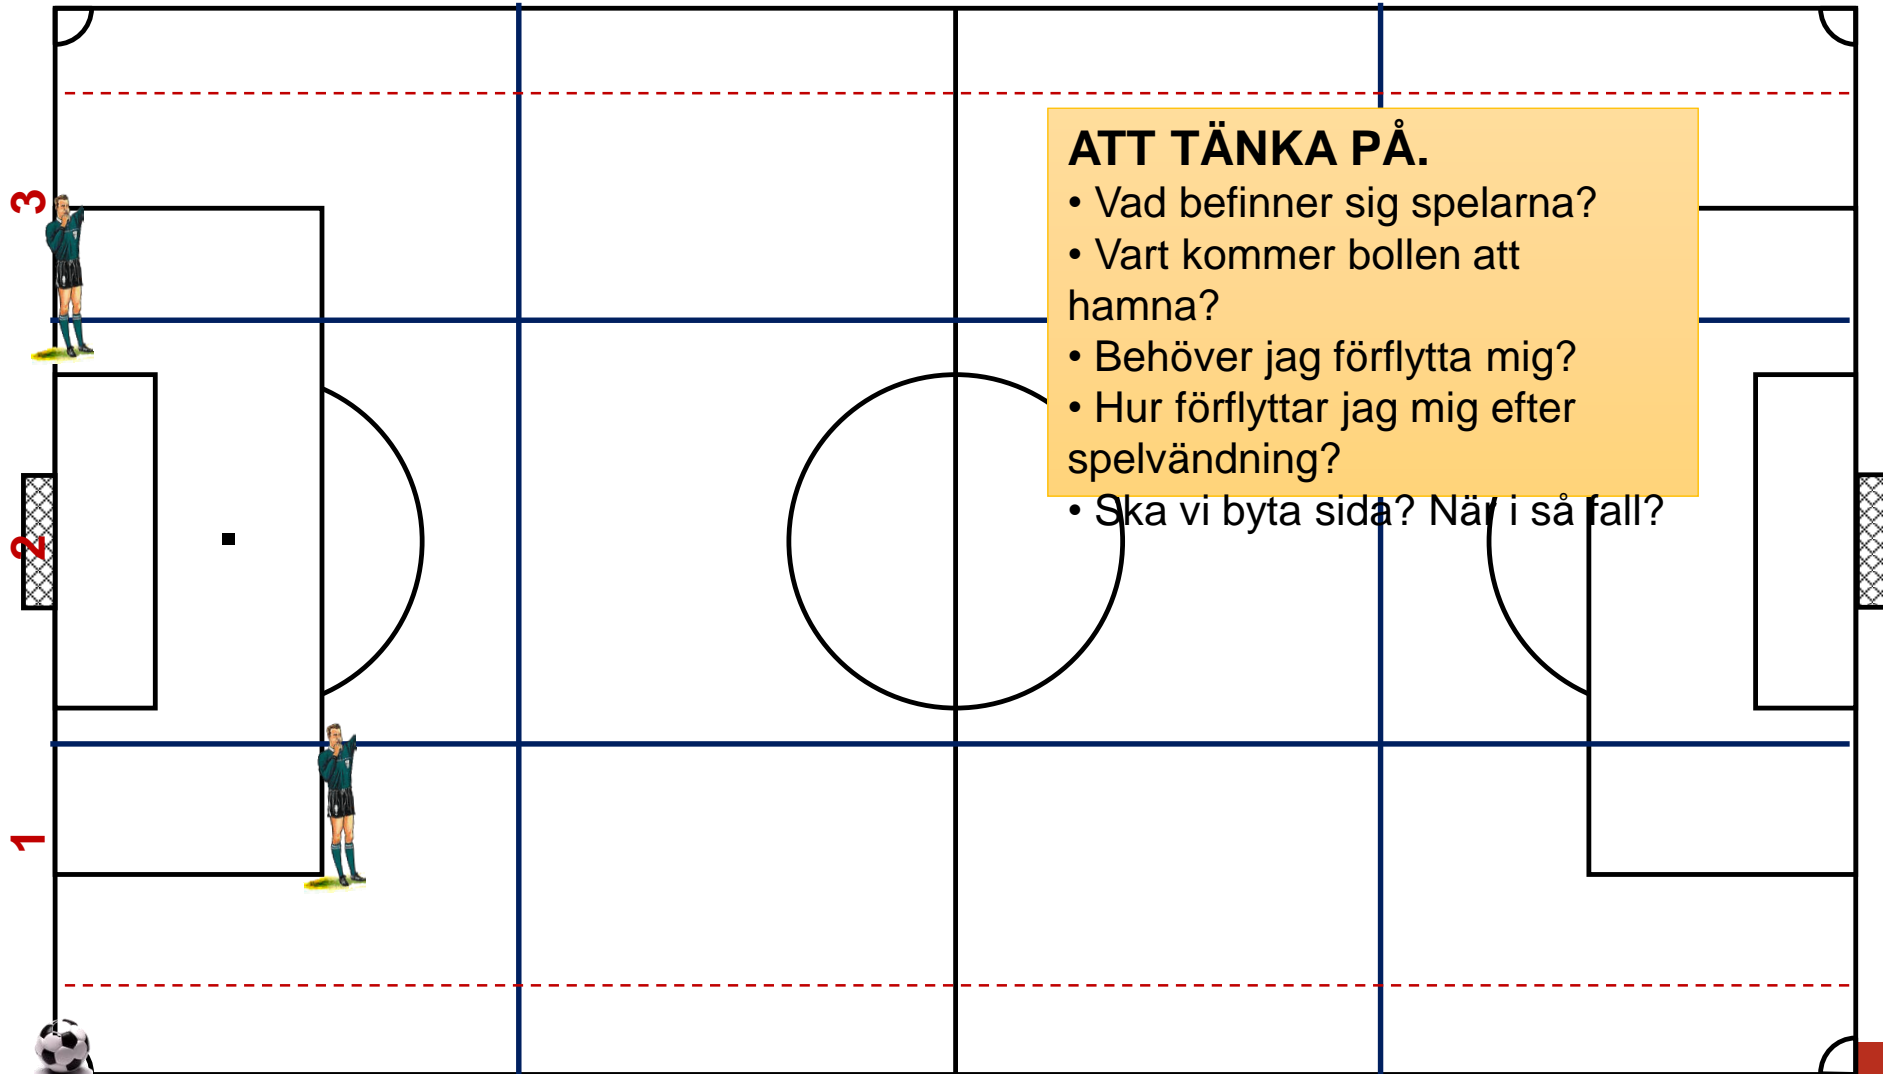 ATT TÄNKA PÅ.
• Vad befinner sig spelarna?
• Vart kommer bollen att
hamna?
• Behöver jag förflytta mig?
• Hur förflyttar jag mig efter
spelvändning?
• Ska vi byta sida? När i så fall?
3
2
1